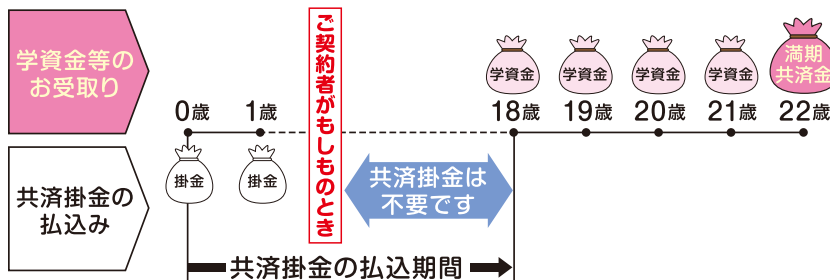 学資金等の
お受取り
ご契約者がもしものとき
学資金
学資金
学資金
学資金
満期
共済金
0歳
1歳
18歳
19歳
20歳
21歳
22歳
掛金
掛金
共済掛金の
払込み
共済掛金は
不要です
共済掛金の払込期間